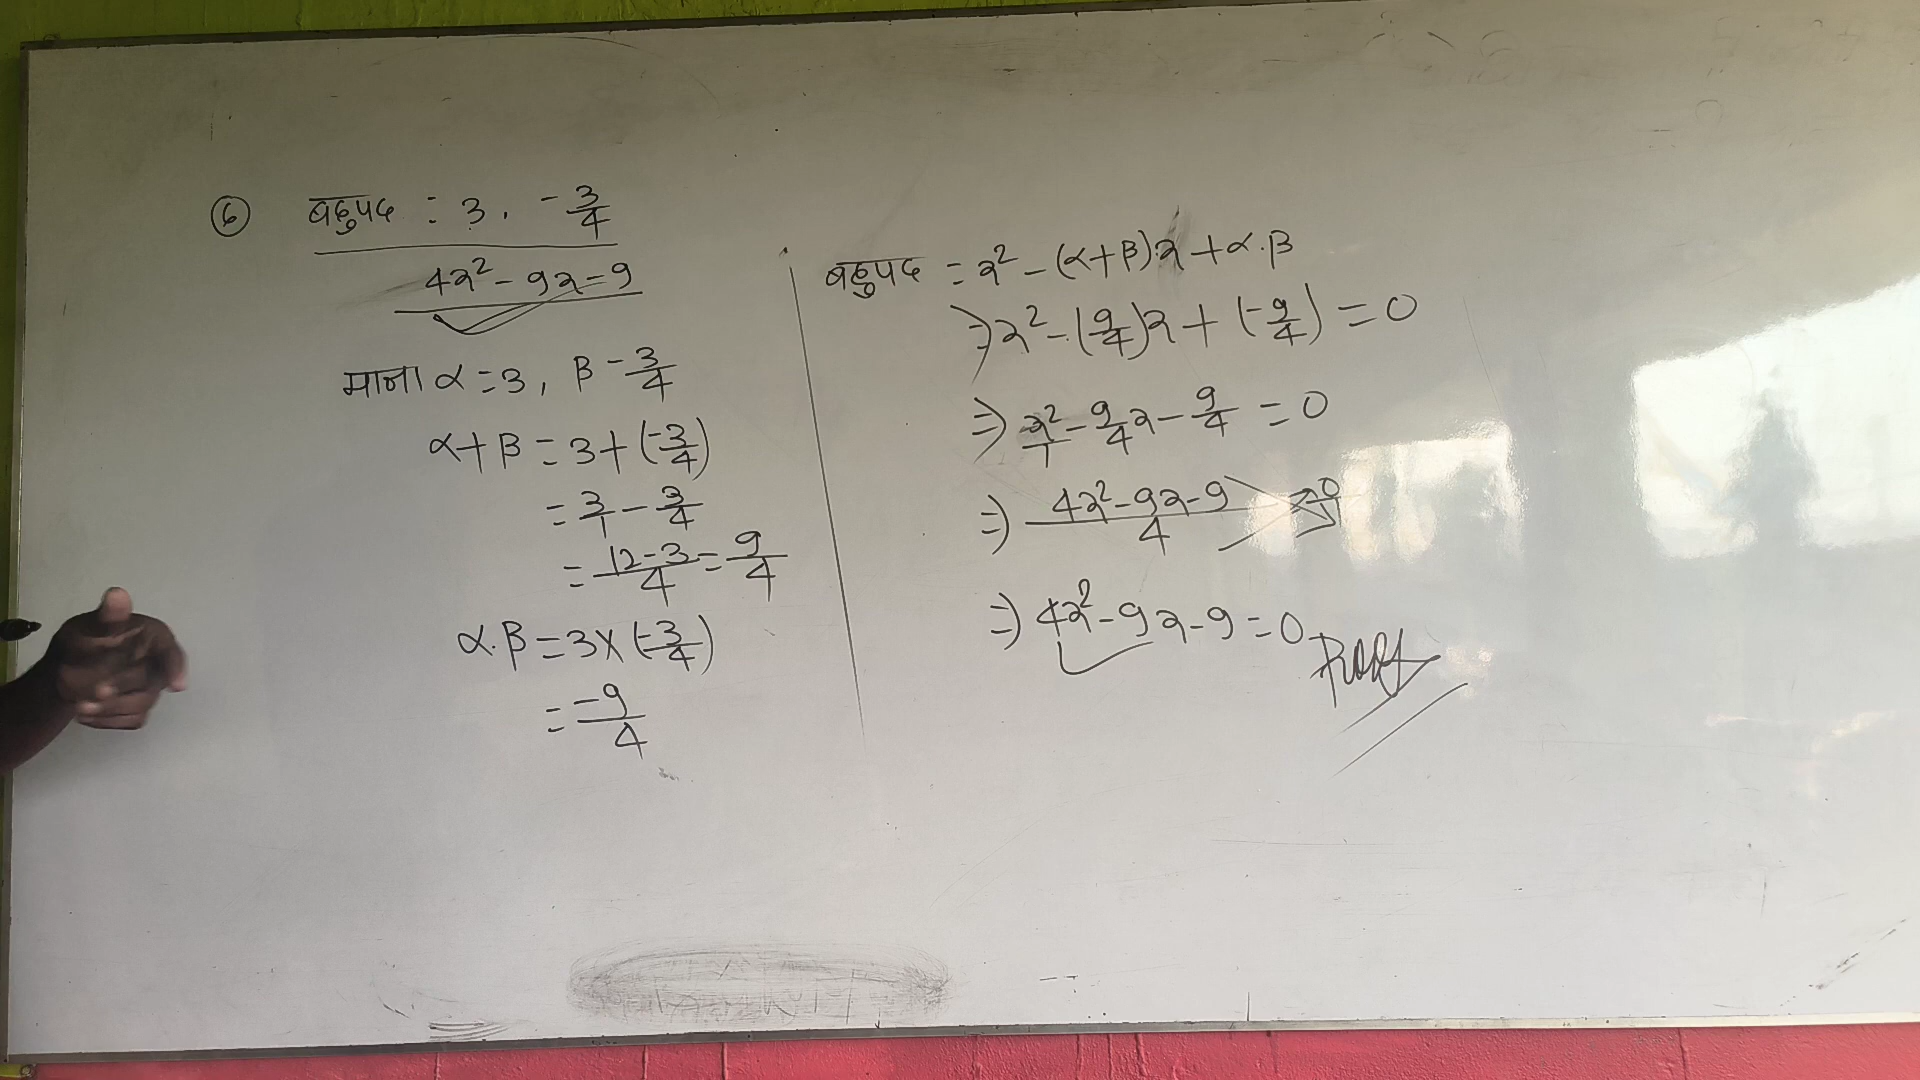 ⑥ बहुपद : 3, -3/4
4x² - 9x = 9
माना α = 3, β - 3/4
α + β = 3 + (-3/4)
= 3/1 - 3/4
= 12-3/4 = 9/4
α.β = 3 × (-3/4)
= -9/4
बहुपद = x² - (α+β)x + α.β
⇒ x² - (9/4)x + (-9/4) = 0
⇒ x²/1 - 9/4x - 9/4 = 0
⇒ 4x² - 9x - 9/4 = 0/1
⇒ 4x² - 9x - 9 = 0